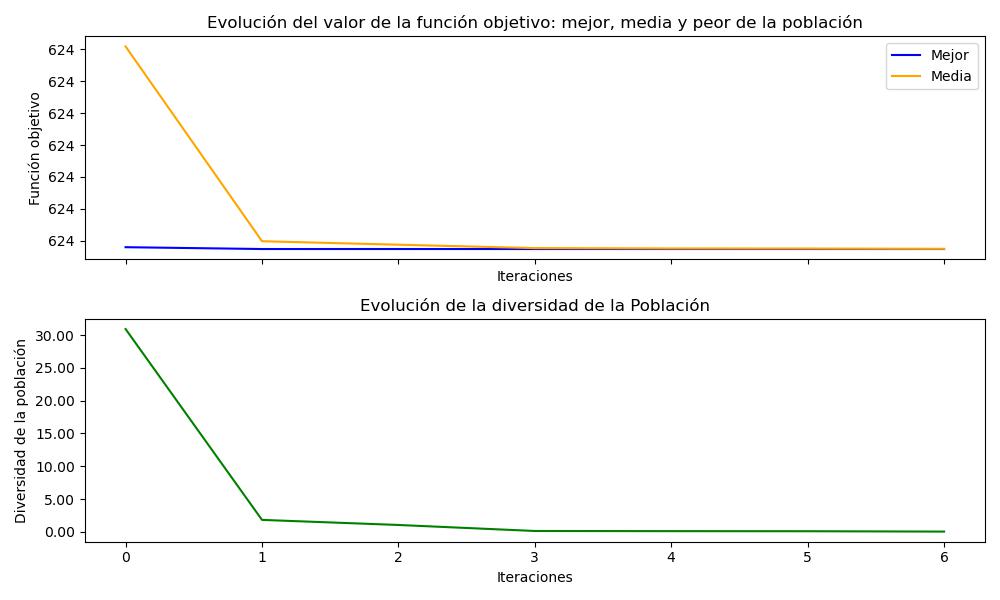 Evolución del valor de la función objetivo: mejor, media y peor de la población
Función objetivo
624
624
624
624
624
624
624
Mejor
Media
Iteraciones
Evolución de la diversidad de la Población
Diversidad de la población
30.00
25.00
20.00
15.00
10.00
5.00
0.00
0 1 2 3 4 5 6
Iteraciones